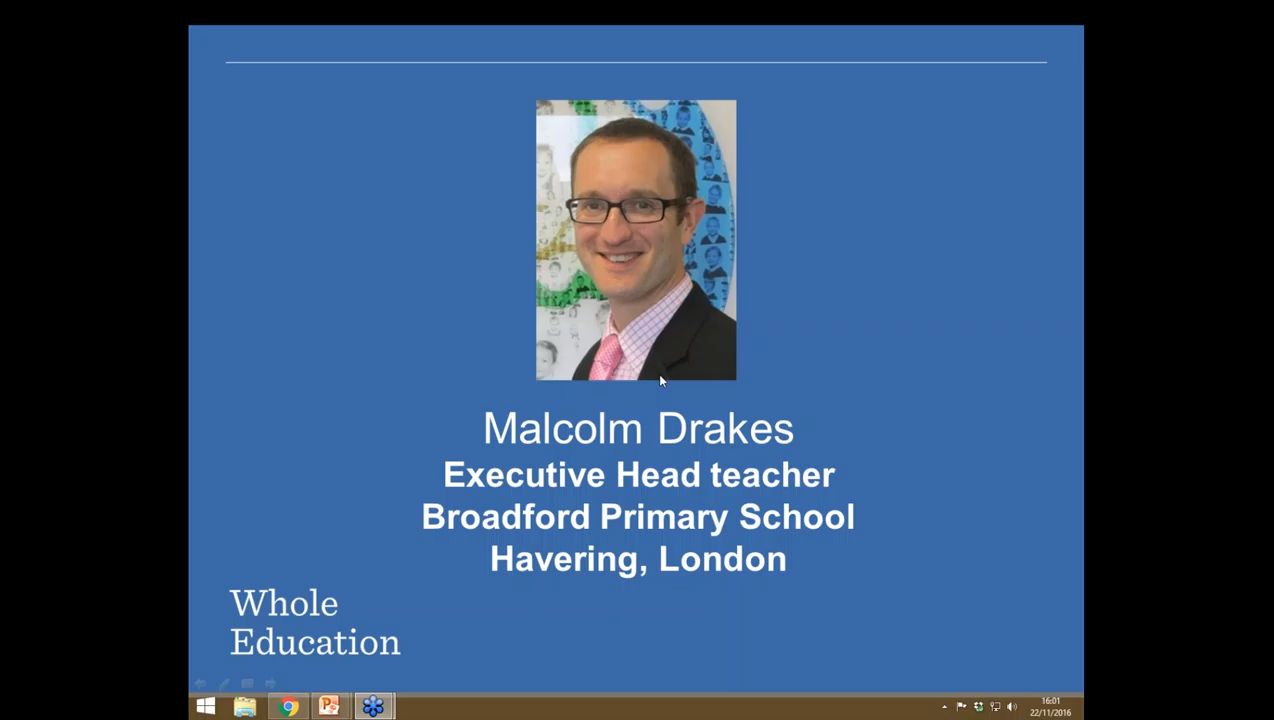 Malcolm Drakes
Executive Head teacher
Broadford Primary School
Havering, London
Whole
Education
16:01
22/11/2016